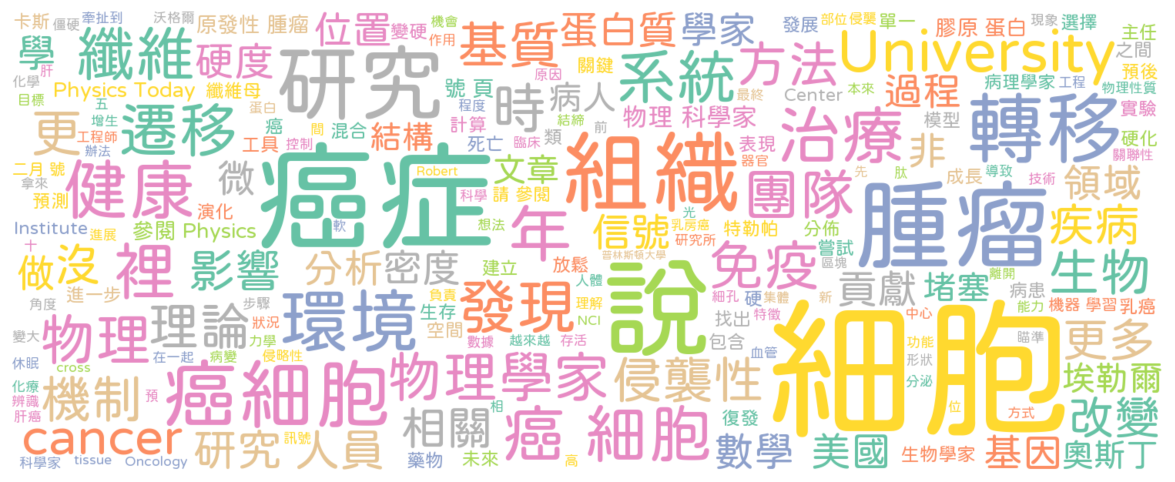 卡斯 牽扯到 沃格爾
僵硬
原發性 腫瘤
位置
機會
變硬
作用
基質
蛋白質
學家
發展
部位 侵襲
單一
膠原 蛋白
現象
選擇
主任
之間
預後
學
纖維
硬度
研究
原因
關鍵
系統
方法
University
化學
肝
目標
Physics Today
纖維母
號 頁
時
病人
最終
Center
本來
過程
病理學家
工程
物理性質
實驗
五
增生
工程師
辦法
更
遷移
蛋白
癌
閥
混合
工具
控制
結構
程度
計算
死亡
結締
臨床
前
類
物理 科學家
表現
器官
治療
模型
非
轉移
硬化
關聯性
二月 號
拿來
預測
健康
微
演化
癌症
Robert
軟
文章
科學
請 參閱
想法
組織
團隊
先
肽
成長
導致
技術
領域
Institute
十
進展
參閱 Physics
年
信號
光
乳房癌
研究所
特勒帕
普林斯頓大學
分佈
嘗試
區塊
腫瘤
疾病
做
沒
裡
影響
分析
密度
建立
放鬆
人體
說
免疫
貢獻
堵塞
離開
病患
生物
進一步
角度
步驟
物理
理論
環境
負責
生存
空間
發現
理解
NCI
細孔
硬
集體
特徵
新
找出
中心
能力
機器 學習
乳癌
變大
狀況
力學
數據
越來越
存活
包含
血管
細胞
功能
形狀
分泌
瞄準
更多
休眠
在一起
cross
病變
侵略性
物理學家
侵襲性
化療
辨識
肝癌
機制
預
癌細胞
相關
相
癌 細胞
復發
位
方式
埃勒爾
改變
cancer
研究 人員
訊號
藥物
未來
高
數學
美國
生物學家
基因
奧斯丁
科學家
tissue
Oncology